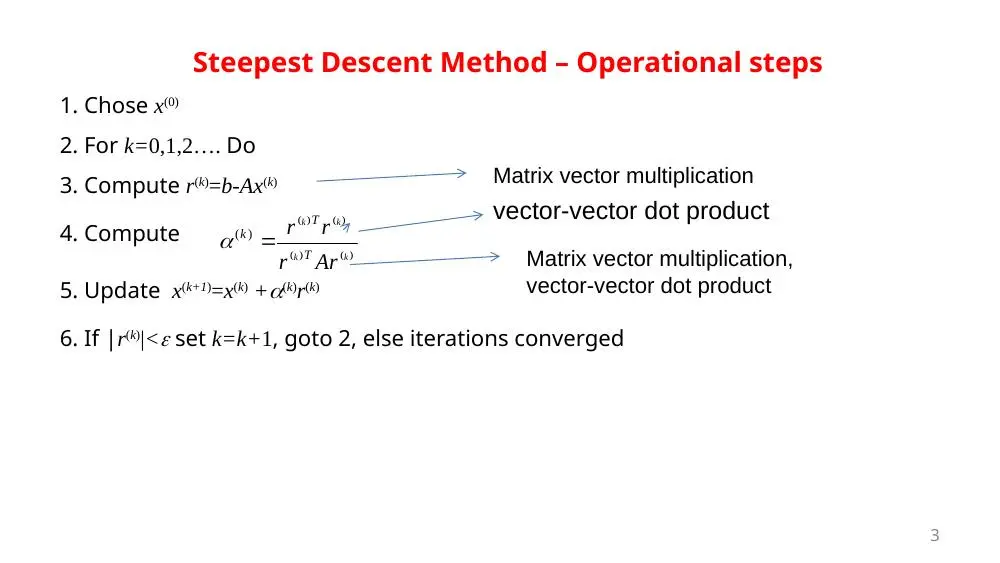 Steepest Descent Method – Operational steps
1. Chose x(0)
2. For k=0,1,2…. Do
3. Compute r(k)=b-Ax(k)
Matrix vector multiplication
vector-vector dot product
4. Compute α(k) = r(k)T r(k) / r(k)T Ar(k)
Matrix vector multiplication,
vector-vector dot product
5. Update x(k+1)=x(k) +α(k)r(k)
6. If |r(k)|<ε set k=k+1, goto 2, else iterations converged
3